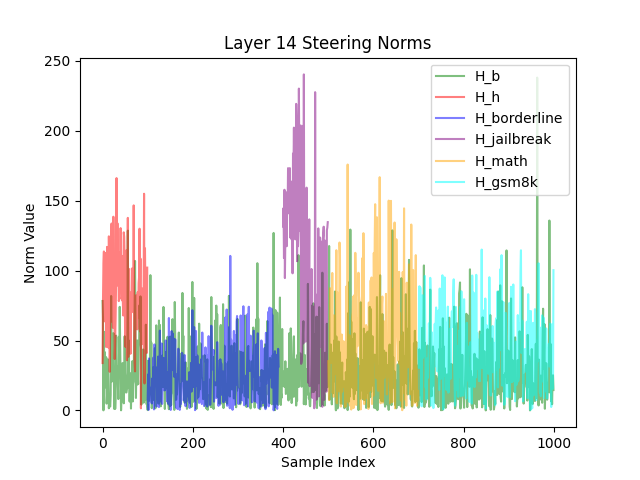 Layer 14 Steering Norms
250
200
150
100
50
0
Norm Value
0
200
400
600
800
1000
Sample Index
H_b
H_h
H_borderline
H_jailbreak
H_math
H_gsm8k